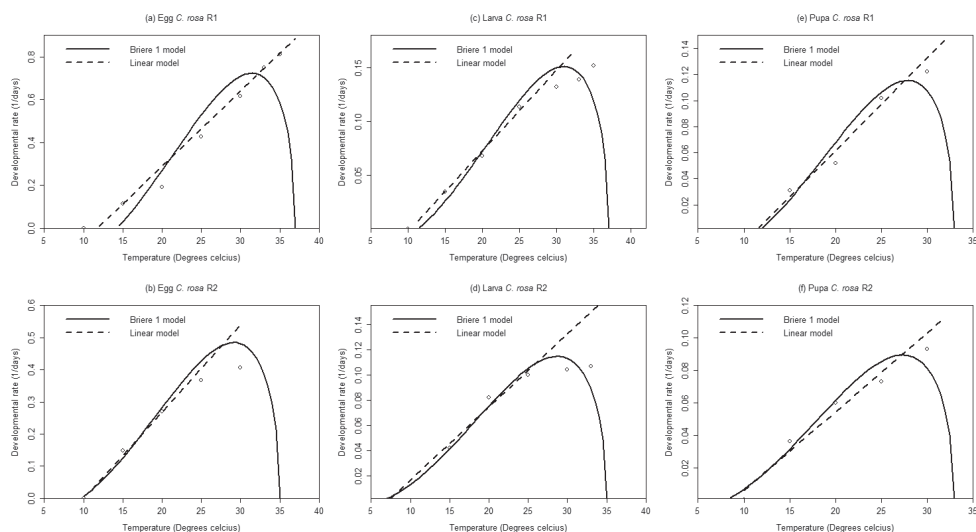 (a) Egg C. rosa R1
Briere 1 model
Linear model
Developmental rate (1/days)
0.0 0.2 0.4 0.6 0.8
5 10 15 20 25 30 35 40
Temperature (Degrees celcius)
(c) Larva C. rosa R1
Briere 1 model
Linear model
Developmental rate (1/days)
0.05 0.10 0.15
5 10 15 20 25 30 35 40
Temperature (Degrees celcius)
(e) Pupa C. rosa R1
Briere 1 model
Linear model
Developmental rate (1/days)
0.02 0.04 0.06 0.08 0.10 0.12 0.14
5 10 15 20 25 30 35
Temperature (Degrees celcius)
(b) Egg C. rosa R2
Briere 1 model
Linear model
Developmental rate (1/days)
0.0 0.1 0.2 0.3 0.4 0.5 0.6
5 10 15 20 25 30 35 40
Temperature (Degrees celcius)
(d) Larva C. rosa R2
Briere 1 model
Linear model
Developmental rate (1/days)
0.02 0.06 0.10 0.14
5 10 15 20 25 30 35 40
Temperature (Degrees celcius)
(f) Pupa C. rosa R2
Briere 1 model
Linear model
Developmental rate (1/days)
0.02 0.04 0.06 0.08 0.10 0.12
5 10 15 20 25 30 35
Temperature (Degrees celcius)